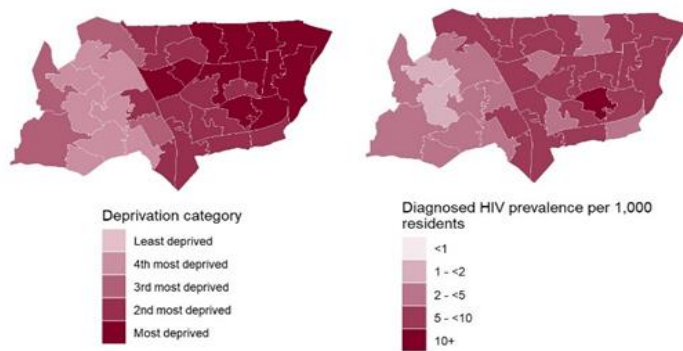 Deprivation category
Least deprived
4th most deprived
3rd most deprived
2nd most deprived
Most deprived
Diagnosed HIV prevalence per 1,000
residents
<1
1 - <2
2 - <5
5 - <10
10+